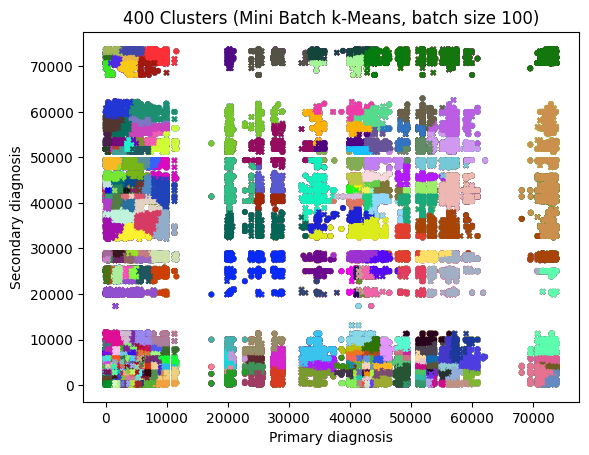 400 Clusters (Mini Batch k-Means, batch size 100)
Secondary diagnosis
70000
60000
50000
40000
30000
20000
10000
0
0 10000 20000 30000 40000 50000 60000 70000
Primary diagnosis